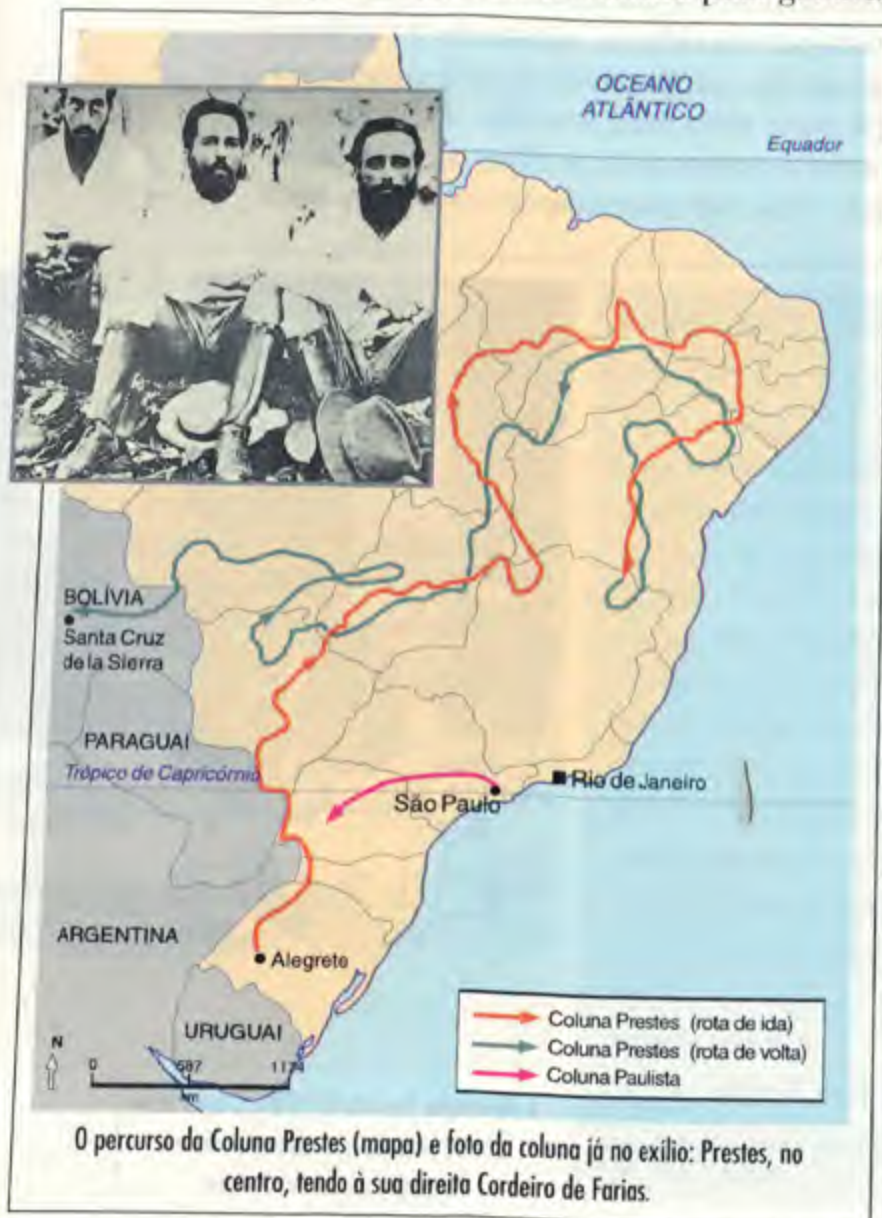 OCEANO
ATLÂNTICO
Equador
BOLÍVIA
Santa Cruz
de la Sierra
PARAGUAI
Trópico de Capricórnio
São Paulo
Rio de Janeiro
ARGENTINA
Alegrete
URUGUAI
N
0 587 1174
km
Coluna Prestes (rota de ida)
Coluna Prestes (rota de volta)
Coluna Paulista
O percurso da Coluna Prestes (mapa) e foto da coluna já no exílio: Prestes, no
centro, tendo à sua direita Cordeiro de Farias.